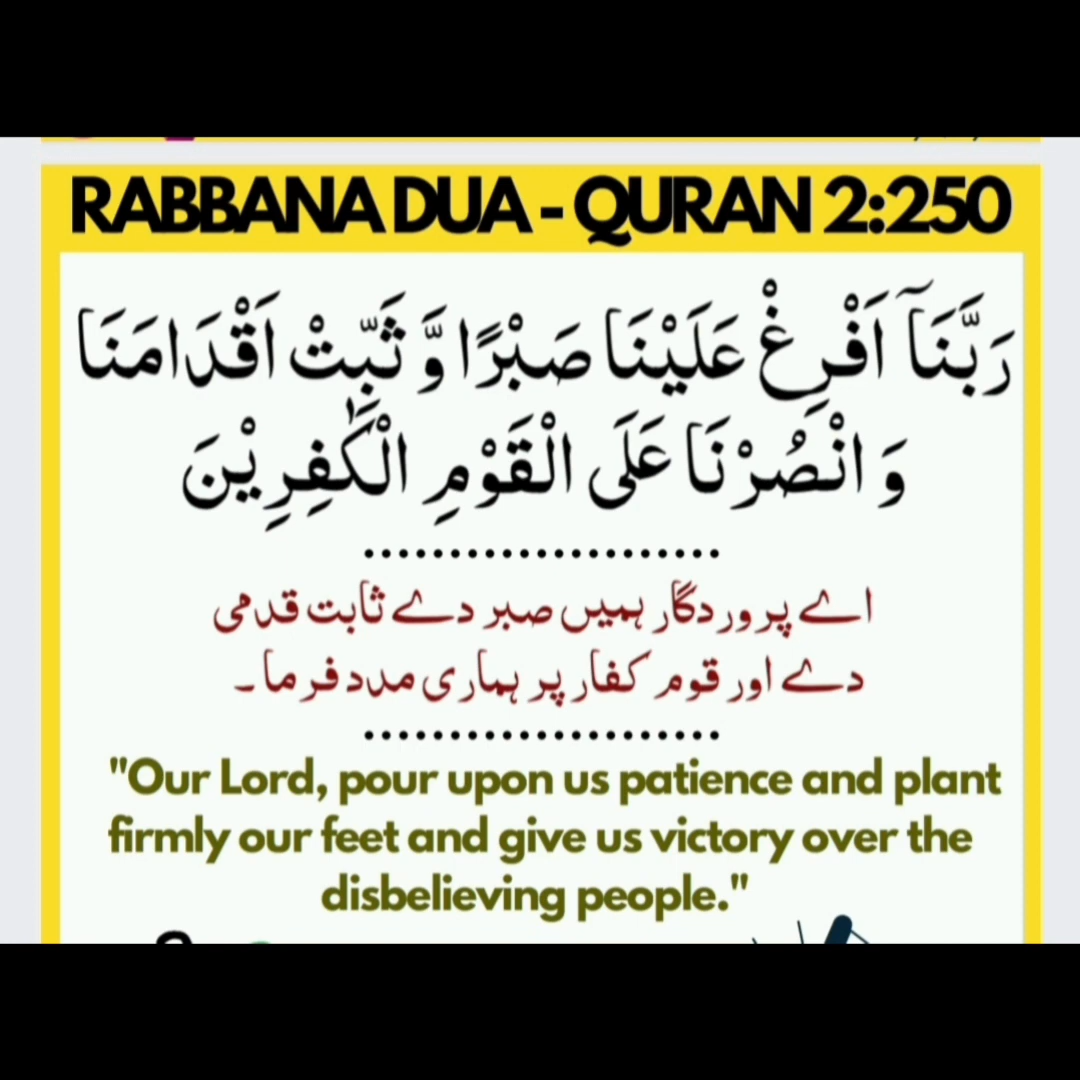 RABBANA DUA - QURAN 2:250
رَبَّنَآ اَفْرِغْ عَلَيْنَا صَبْرًا وَّ ثَبِّتْ اَقْدَامَنَا
وَ انْصُرْنَا عَلَى الْقَوْمِ الْكٰفِرِيْنَ
اے پروردگار ہمیں صبر دے ثابت قدمی
دے اور قوم کفار پر ہماری مدد فرما۔
"Our Lord, pour upon us patience and plant
firmly our feet and give us victory over the
disbelieving people."